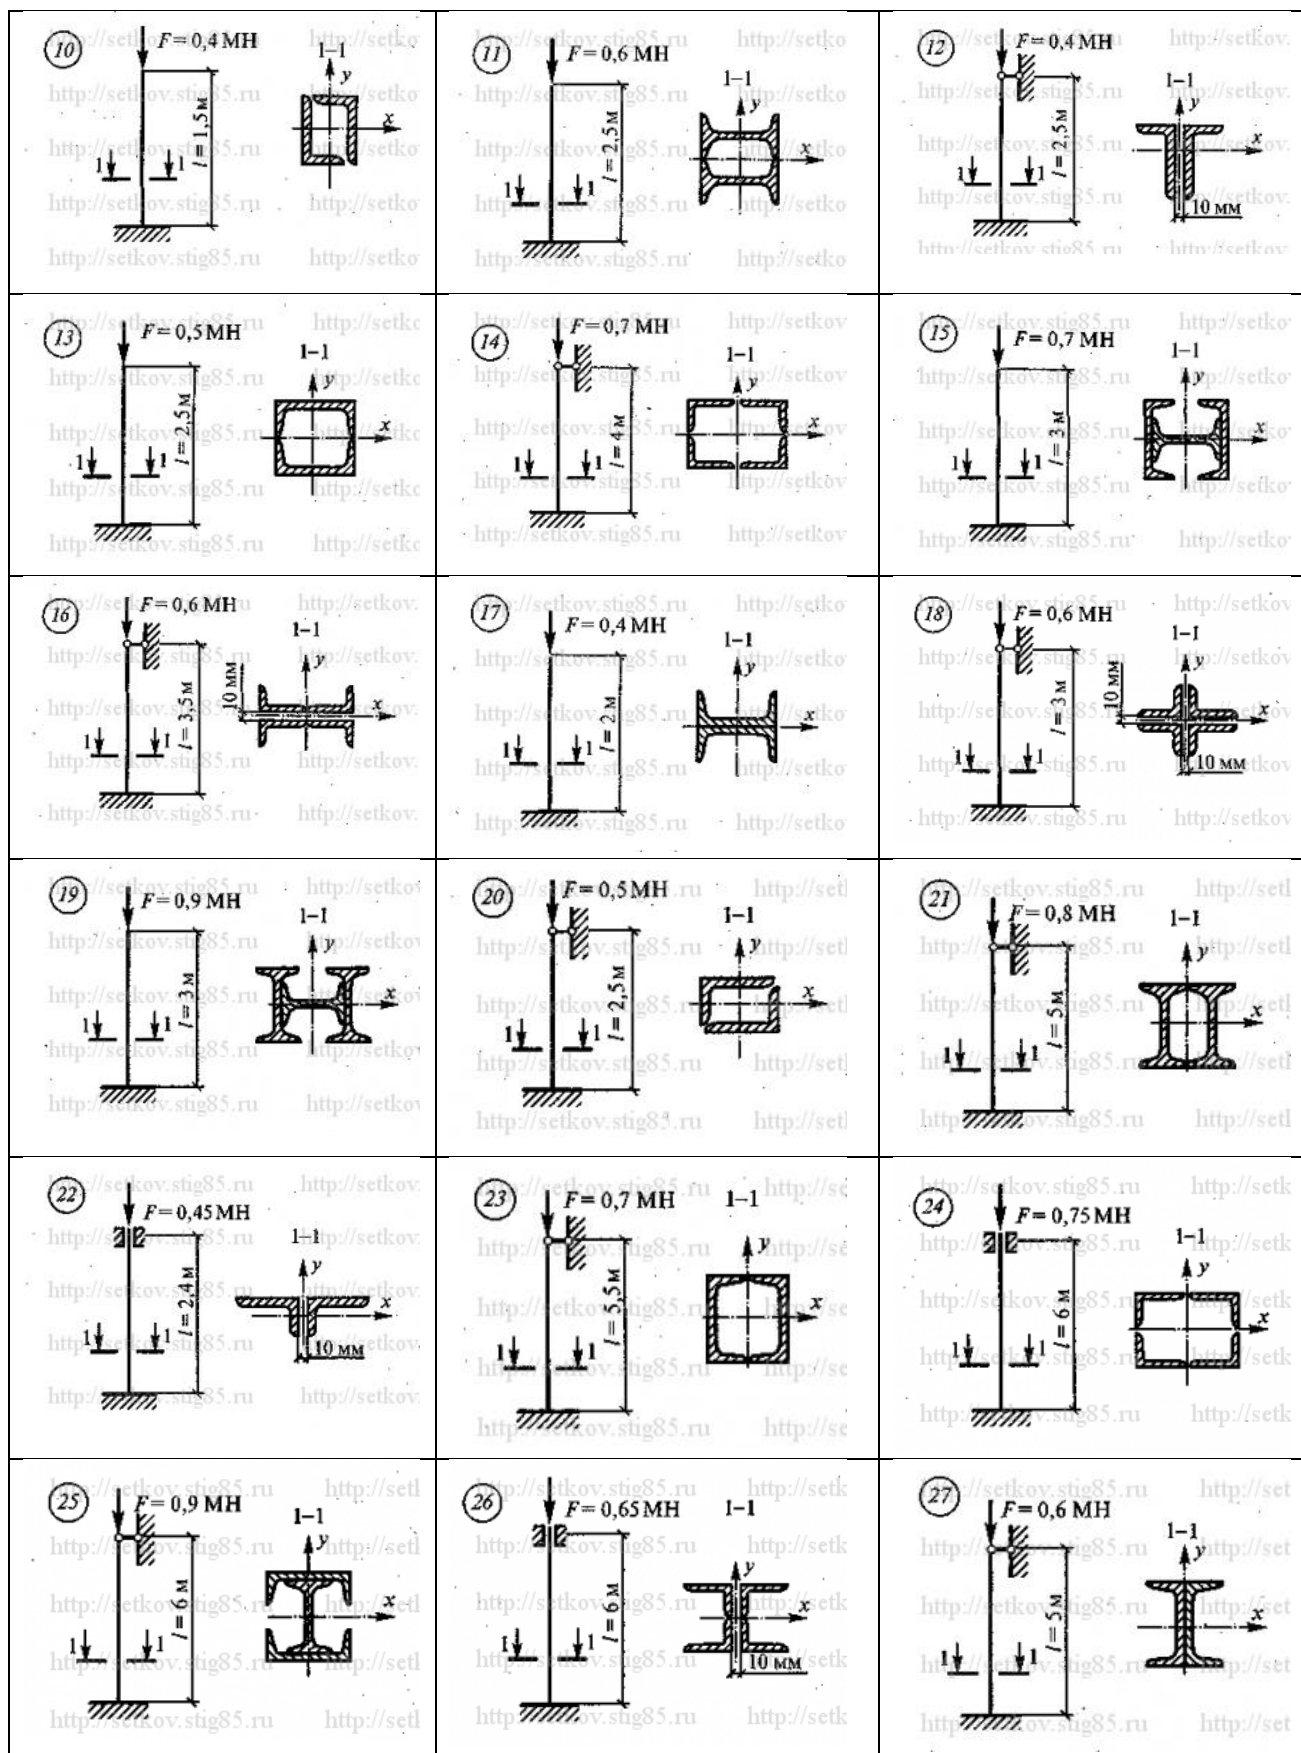 10
F = 0,4 МН
1–1
y
x
l = 1,5 м
1 1
11
F = 0,6 МН
1–1
y
x
l = 2,5 м
1 1
12
F = 0,4 МН
1–1
y
x
l = 2,5 м
1 1
10 мм
13
F = 0,5 МН
1–1
y
x
l = 2,5 м
1 1
14
F = 0,7 МН
1–1
y
x
l = 4 м
1 1
15
F = 0,7 МН
1–1
y
x
l = 3 м
1 1
16
F = 0,6 МН
1–1
y
x
10 мм
l = 3,5 м
1 1
17
F = 0,4 МН
1–1
y
x
l = 2 м
1 1
18
F = 0,6 МН
1–1
y
x
10 мм
l = 3 м
1 1
10 мм
19
F = 0,9 МН
1–1
y
x
l = 3 м
1 1
20
F = 0,5 МН
1–1
y
x
l = 2,5 м
1 1
21
F = 0,8 МН
1–1
y
x
l = 5 м
1 1
22
F = 0,45 МН
1–1
y
x
l = 2,4 м
1 1
10 мм
23
F = 0,7 МН
1–1
y
x
l = 5,5 м
1 1
24
F = 0,75 МН
1–1
y
x
l = 6 м
1 1
25
F = 0,9 МН
1–1
y
x
l = 6 м
1 1
26
F = 0,65 МН
1–1
y
x
l = 6 м
1 1
10 мм
27
F = 0,6 МН
1–1
y
x
l = 5 м
1 1
http://setkov.stig85.ru